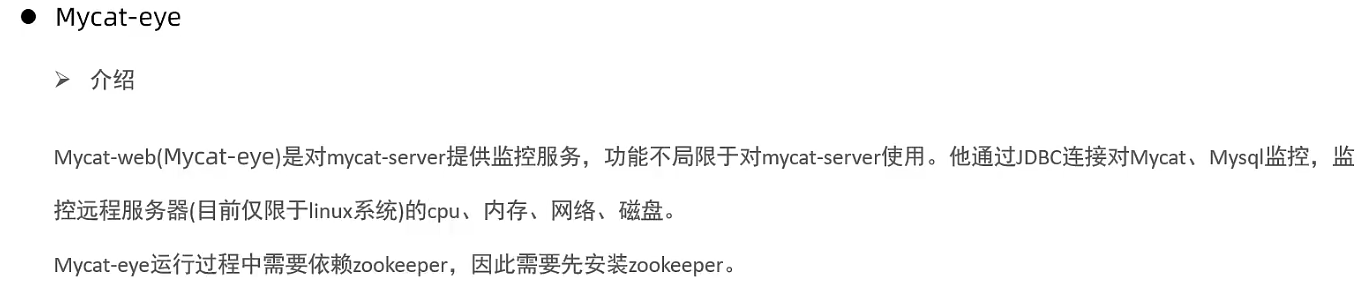 ● Mycat-eye
➢ 介绍
Mycat-web(Mycat-eye)是对mycat-server提供监控服务，功能不局限于对mycat-server使用。他通过JDBC连接对Mycat、Mysql监控，监
控远程服务器(目前仅限于linux系统)的cpu、内存、网络、磁盘。
Mycat-eye运行过程中需要依赖zookeeper，因此需要先安装zookeeper。